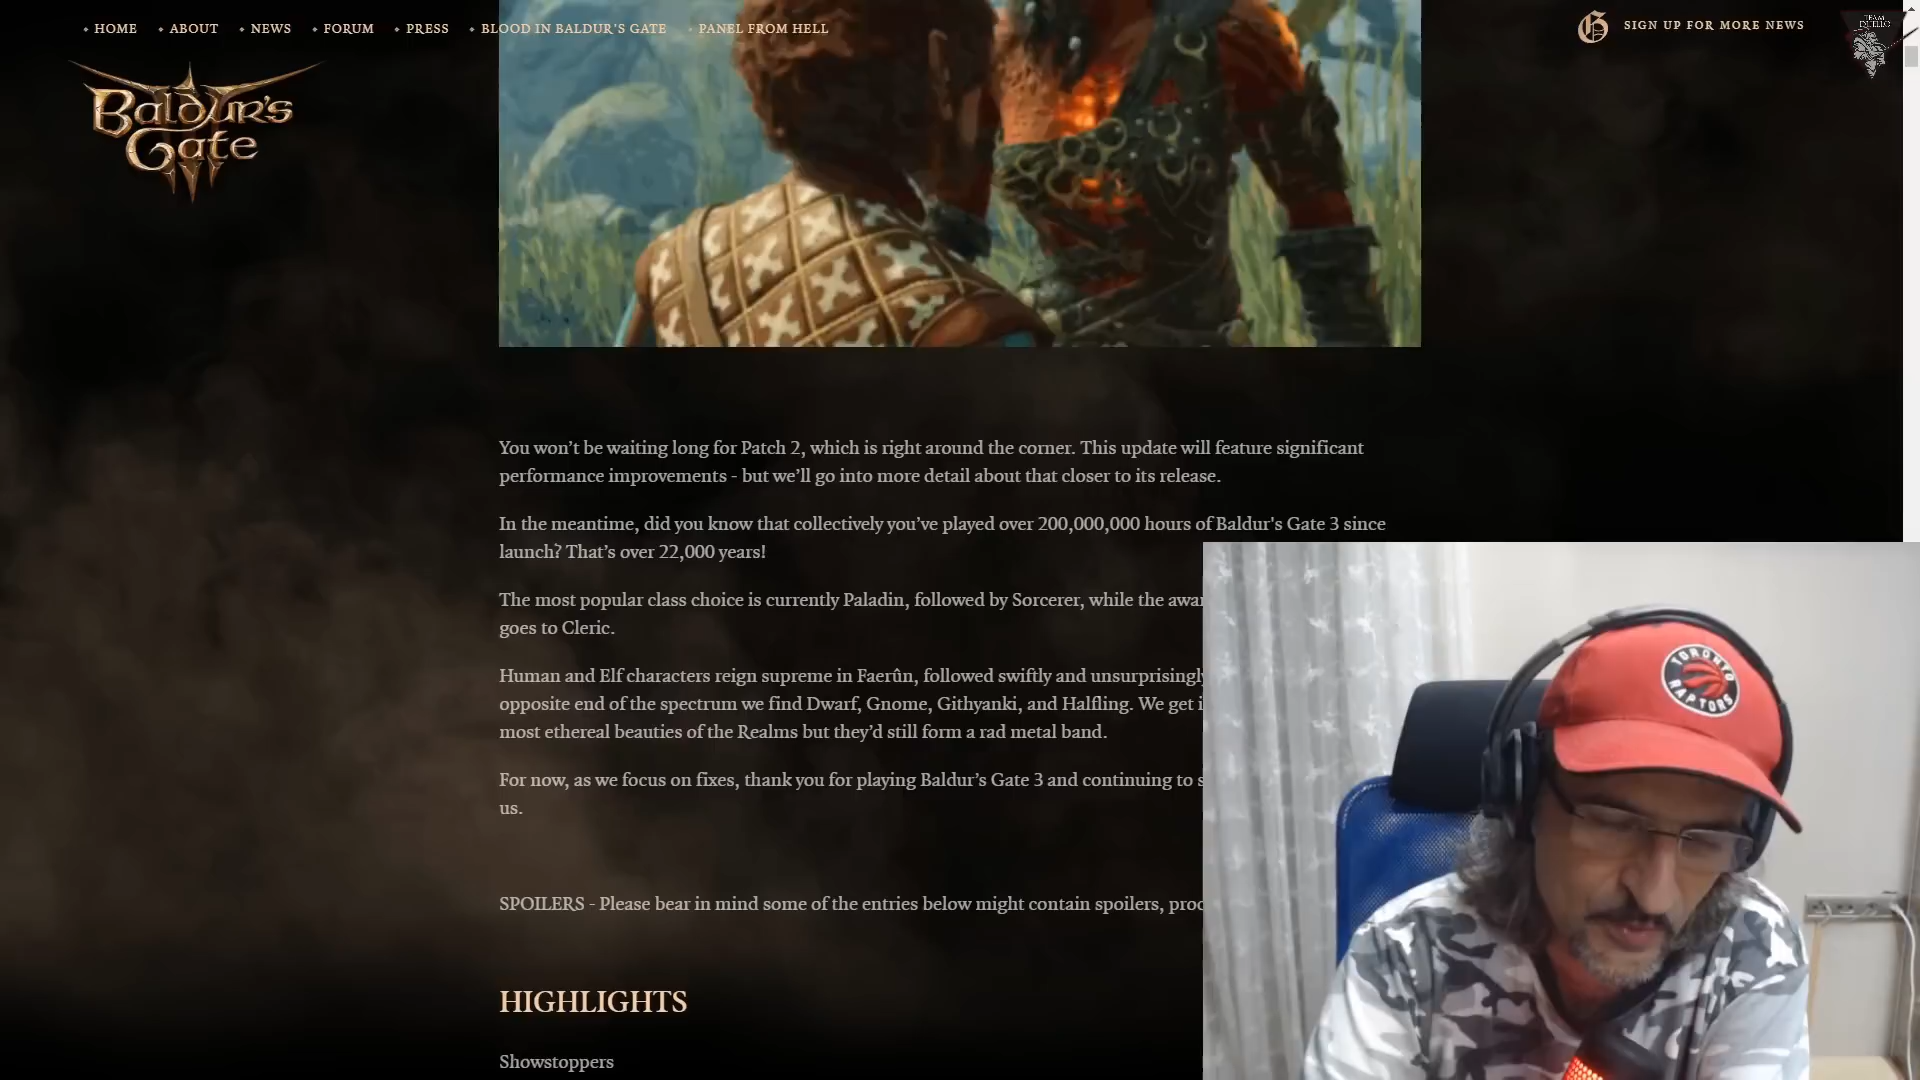 HOME
ABOUT
NEWS
FORUM
PRESS
BLOOD IN BALDUR'S GATE
PANEL FROM HELL
SIGN UP FOR MORE NEWS
TEAM
Baldur's
Gate
You won't be waiting long for Patch 2, which is right around the corner. This update will feature significant
performance improvements - but we'll go into more detail about that closer to its release.
In the meantime, did you know that collectively you've played over 200,000,000 hours of Baldur's Gate 3 since
launch? That's over 22,000 years!
The most popular class choice is currently Paladin, followed by Sorcerer, while the
goes to Cleric.
Human and Elf characters reign supreme in Faerûn, followed swiftly and unsurprisingly
opposite end of the spectrum we find Dwarf, Gnome, Githyanki, and Halfling. We get
most ethereal beauties of the Realms but they'd still form a rad metal band.
For now, as we focus on fixes, thank you for playing Baldur's Gate 3 and continuing to
us.
SPOILERS - Please bear in mind some of the entries below might contain spoilers,
HIGHLIGHTS
Showstoppers
TORONTO
RAPTORS